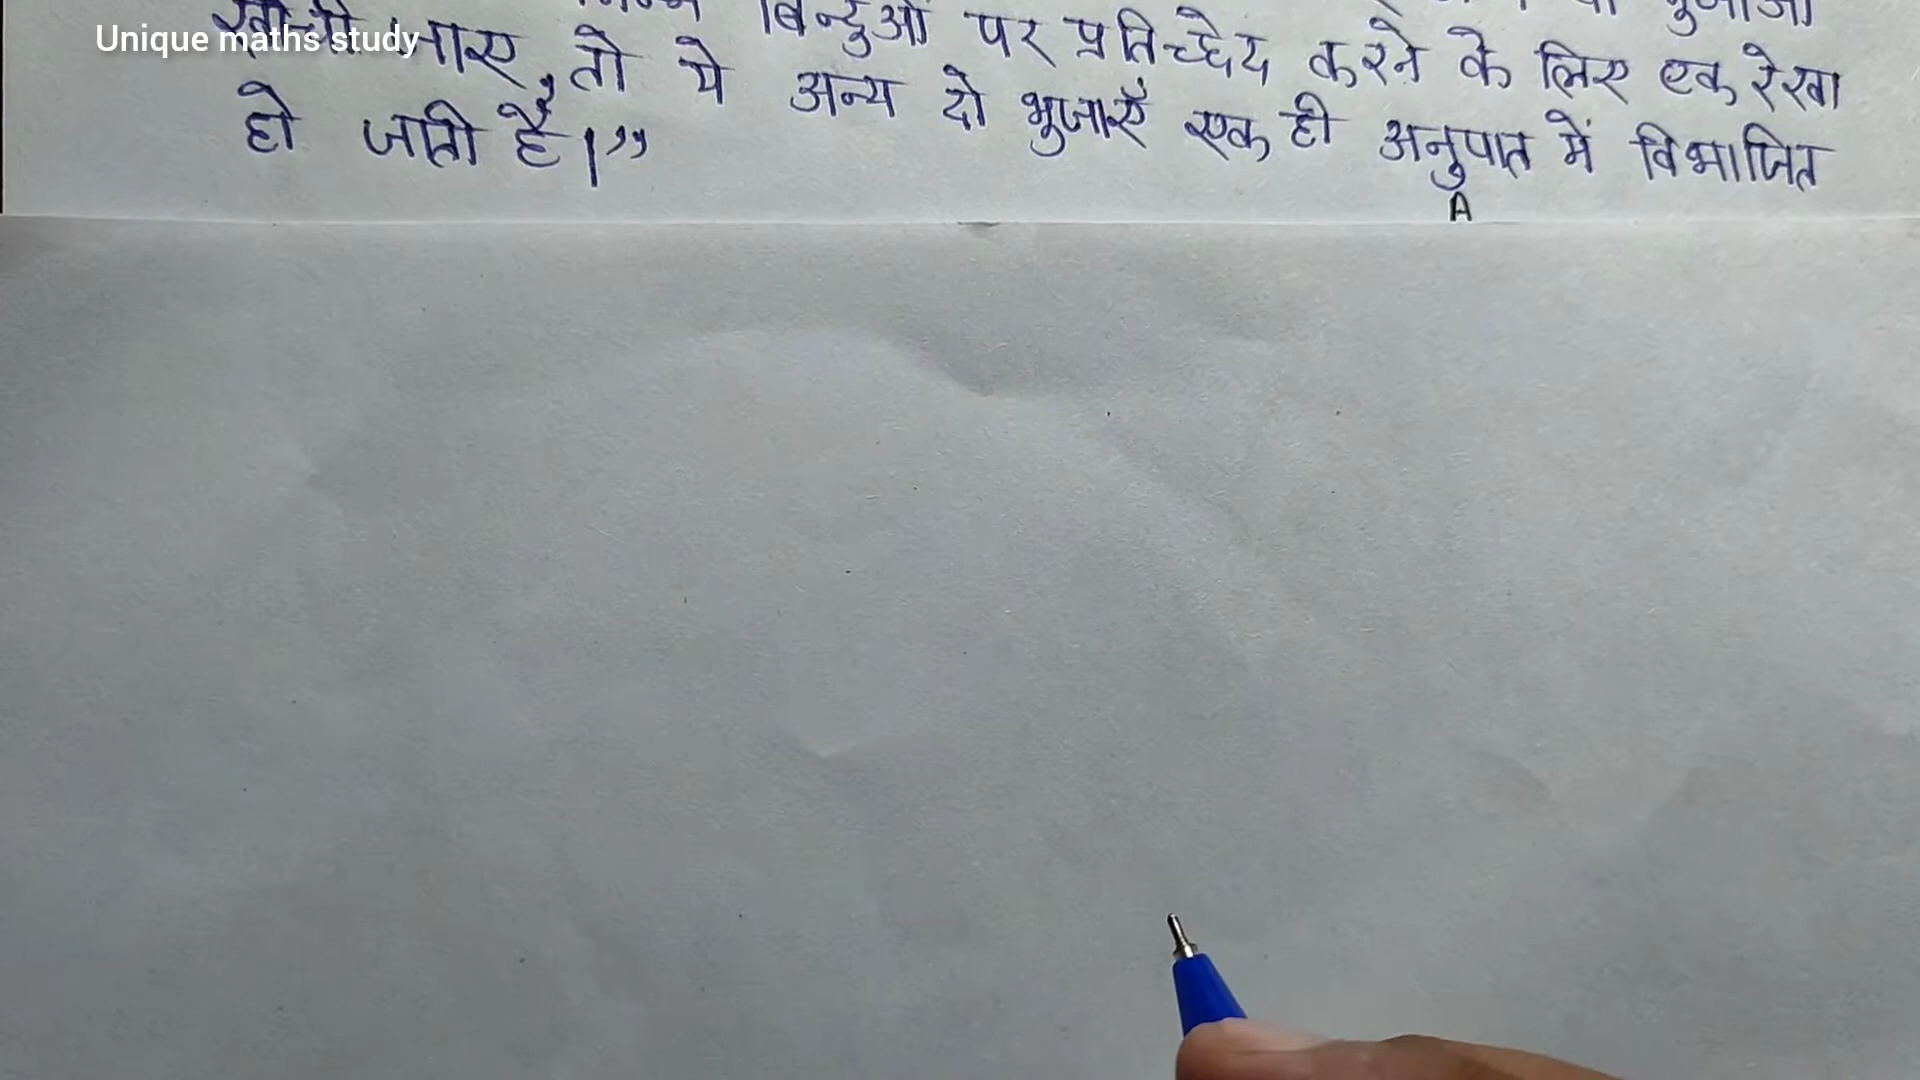 Unique maths study
बिन्दुओं पर प्रतिच्छेद करने के लिए एक रेखा
खींची जाए, तो ये अन्य दो भुजाएँ एक ही अनुपात में विभाजित
हो जाती हैं।”
A